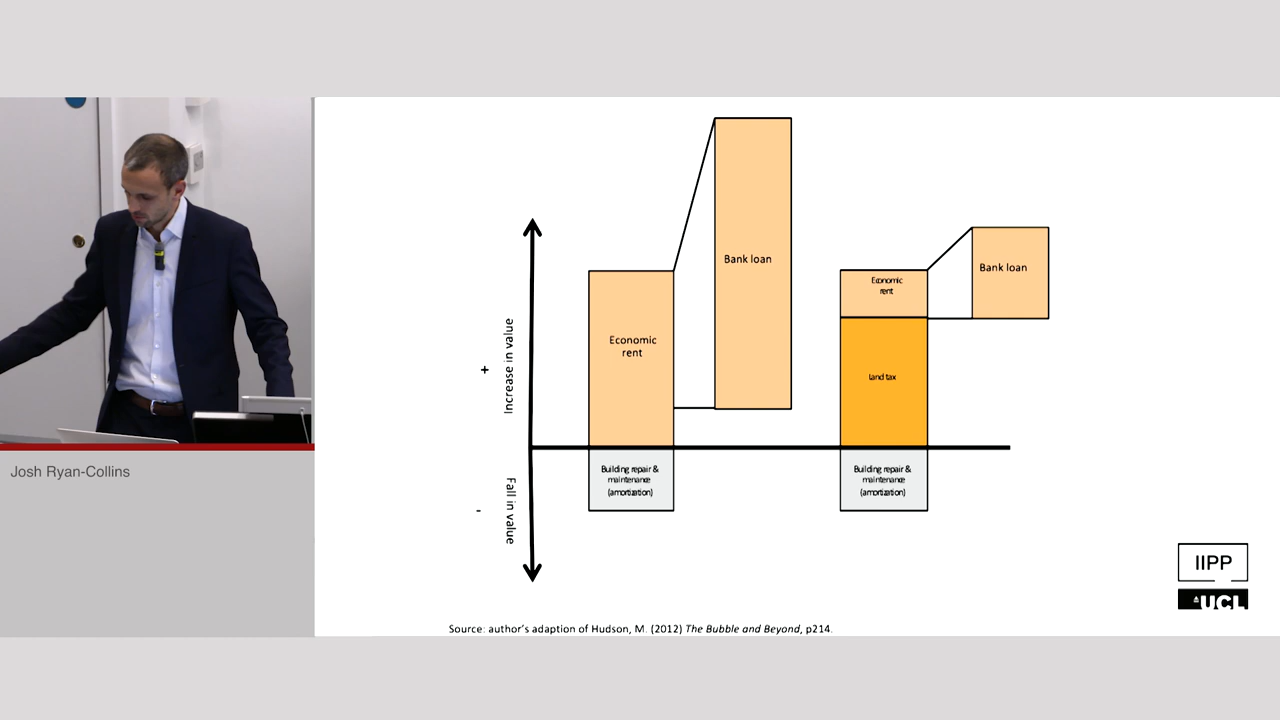 Josh Ryan-Collins
+
Increase in value
-
Fall in value
Economic
rent
Bank loan
Building repair &
maintenance
(amortization)
Economic
rent
land tax
Bank loan
Building repair &
maintenance
(amortization)
IIPP
UCL
Source: author's adaption of Hudson, M. (2012) The Bubble and Beyond, p214.